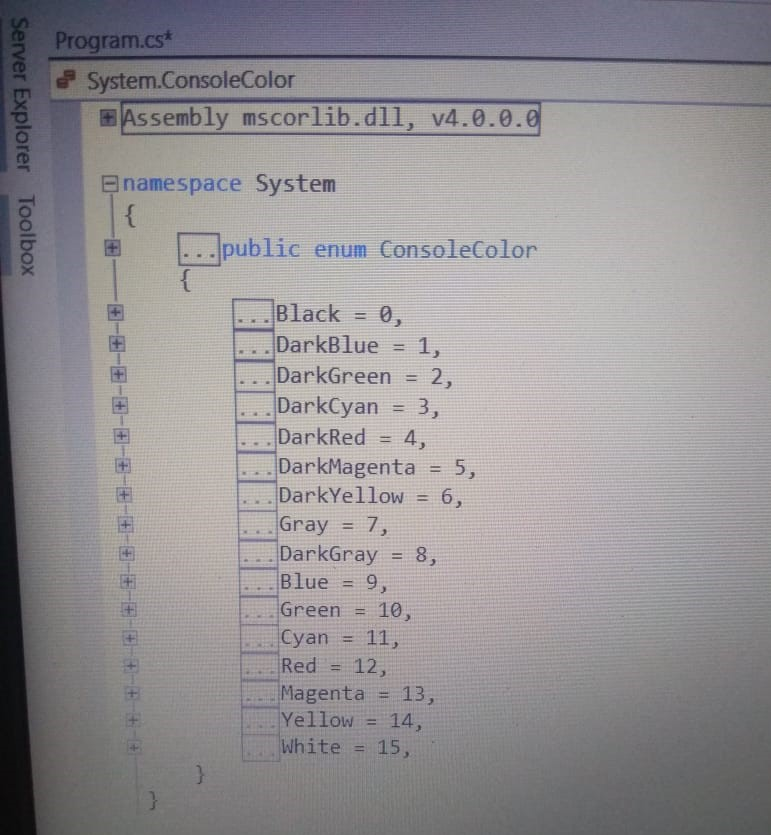 Server Explorer
Toolbox
Program.cs*
System.ConsoleColor
Assembly mscorlib.dll, v4.0.0.0
namespace System
{
...public enum ConsoleColor
{
...Black = 0,
...DarkBlue = 1,
...DarkGreen = 2,
...DarkCyan = 3,
...DarkRed = 4,
...DarkMagenta = 5,
...DarkYellow = 6,
...Gray = 7,
...DarkGray = 8,
...Blue = 9,
...Green = 10,
...Cyan = 11,
...Red = 12,
...Magenta = 13,
...Yellow = 14,
...White = 15,
}
}